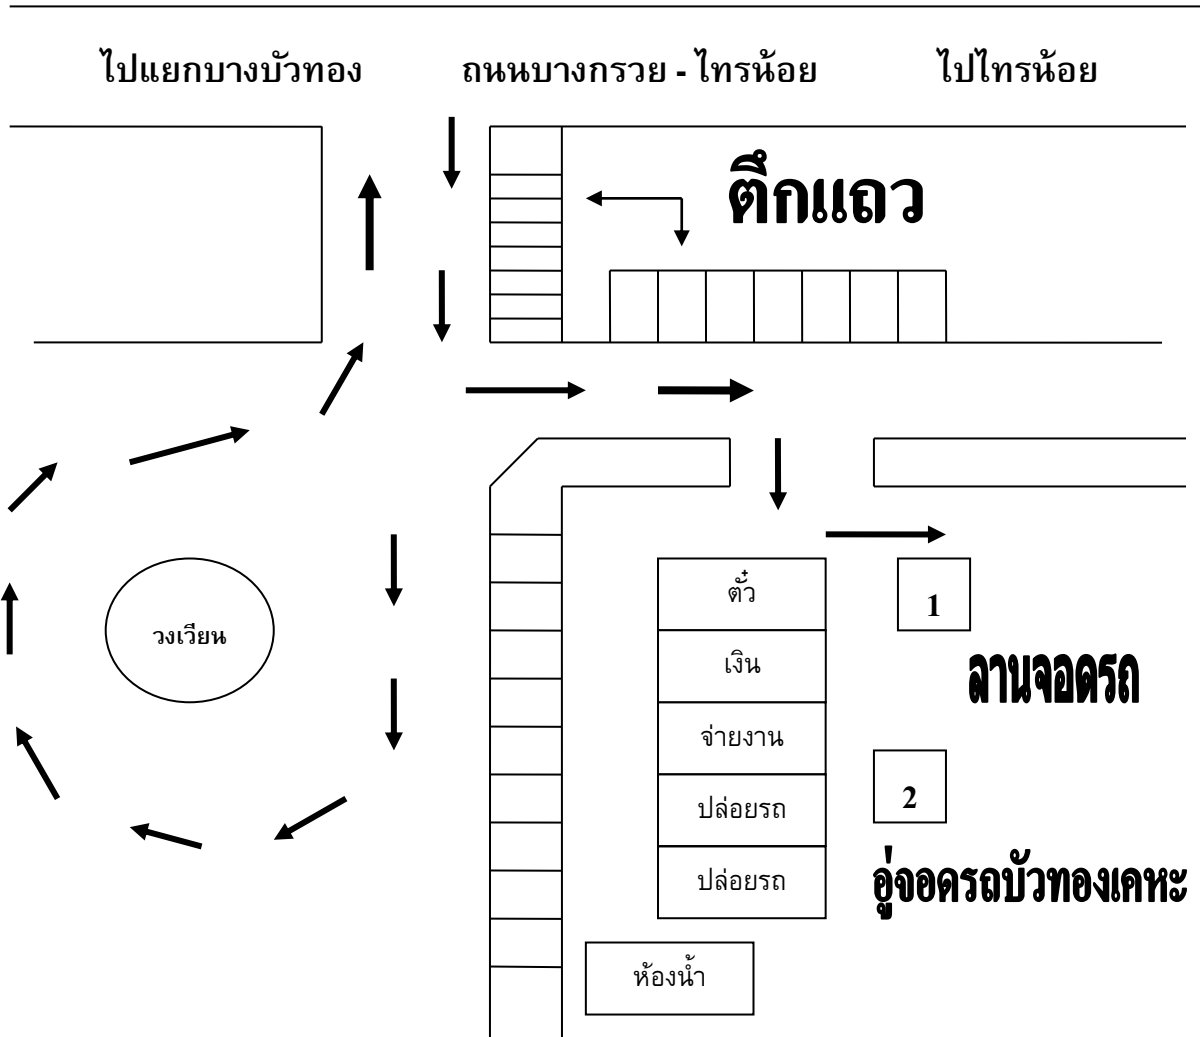 ไปแยกบางบัวทอง ถนนบางกรวย - ไทรน้อย ไปไทรน้อย
ตึกแถว
ตั๋ว
1
วงเวียน
เงิน
ลานจอดรถ
จ่ายงาน
ปล่อยรถ
2
ปล่อยรถ
อู่จอดรถบัวทองเคหะ
ห้องน้ำ